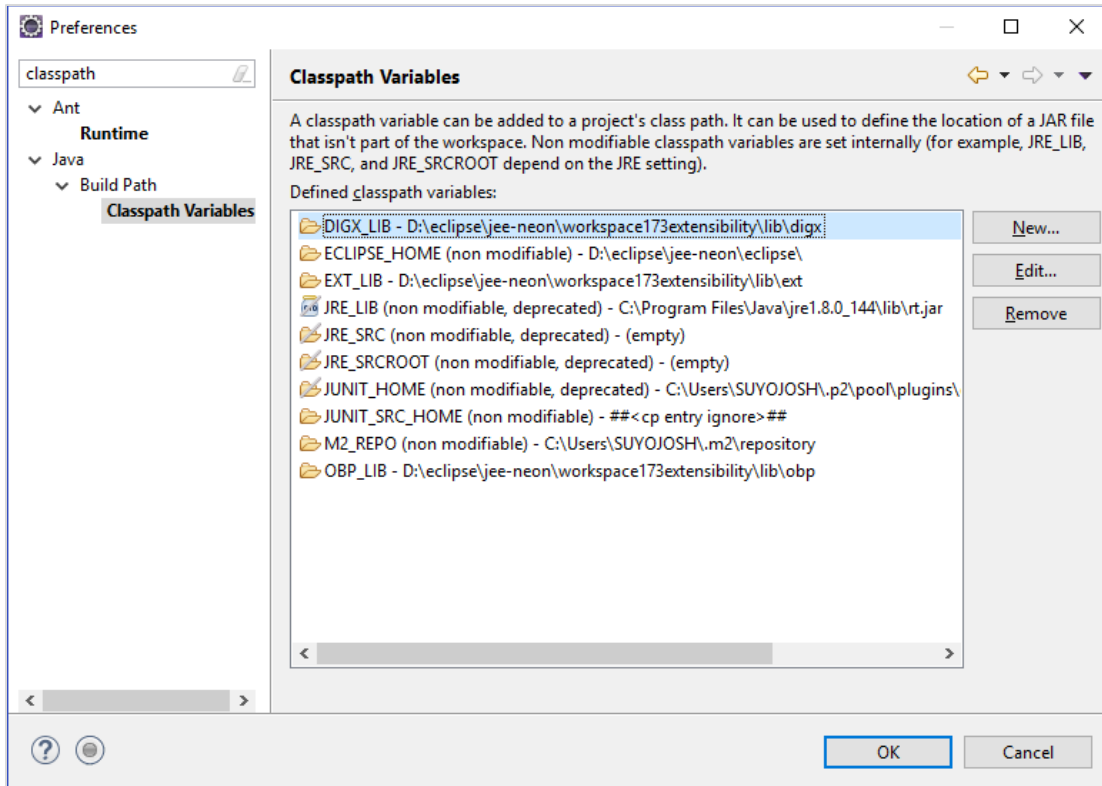 Preferences
classpath
Ant
Runtime
Java
Build Path
Classpath Variables
Classpath Variables
A classpath variable can be added to a project's class path. It can be used to define the location of a JAR file
that isn't part of the workspace. Non modifiable classpath variables are set internally (for example, JRE_LIB,
JRE_SRC, and JRE_SRCROOT depend on the JRE setting).
Defined classpath variables:
DIGX_LIB - D:\eclipse\jee-neon\workspace173extensibility\lib\digx
ECLIPSE_HOME (non modifiable) - D:\eclipse\jee-neon\eclipse\
EXT_LIB - D:\eclipse\jee-neon\workspace173extensibility\lib\ext
JRE_LIB (non modifiable, deprecated) - C:\Program Files\Java\jre1.8.0_144\lib\rt.jar
JRE_SRC (non modifiable, deprecated) - (empty)
JRE_SRCROOT (non modifiable, deprecated) - (empty)
JUNIT_HOME (non modifiable, deprecated) - C:\Users\SUYOJOSH\.p2\pool\plugins\
JUNIT_SRC_HOME (non modifiable) - ##<cp entry ignore>##
M2_REPO (non modifiable) - C:\Users\SUYOJOSH\.m2\repository
OBP_LIB - D:\eclipse\jee-neon\workspace173extensibility\lib\obp
New...
Edit...
Remove
OK
Cancel